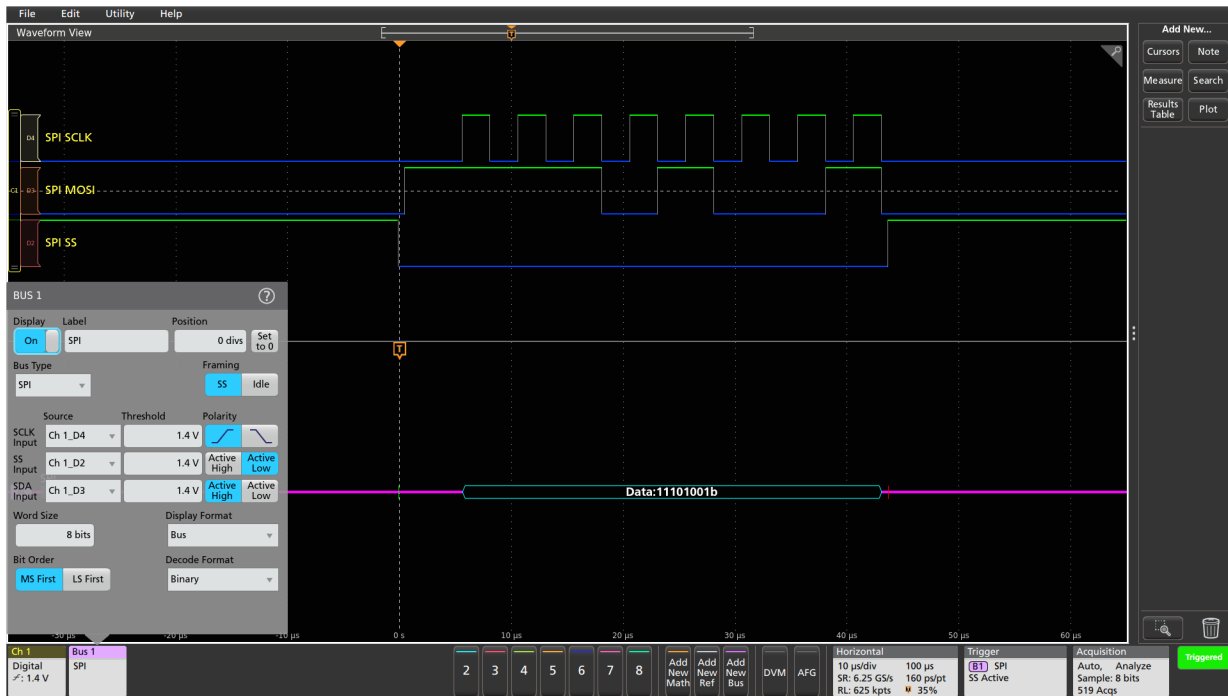 File Edit Utility Help
Waveform View
Add New...
Cursors Note
Measure Search
Results Table Plot
D4 SPI SCLK
C1 D3 SPI MOSI
D2 SPI SS
T
T
BUS 1 ?
Display Label Position
On SPI 0 divs Set to 0
Bus Type Framing
SPI SS Idle
Source Threshold Polarity
SCLK Input Ch 1_D4 1.4 V
SS Input Ch 1_D2 1.4 V Active High Active Low
SDA Input Ch 1_D3 1.4 V Active High Active Low
Data:11101001b
Word Size Display Format
8 bits Bus
Bit Order Decode Format
MS First LS First Binary
-30 µs -20 µs -10 µs 0 s 10 µs 20 µs 30 µs 40 µs 50 µs 60 µs
Ch 1
Digital
1.4 V
Bus 1
SPI
2 3 4 5 6 7 8
Add New Math
Add New Ref
Add New Bus
DVM AFG
Horizontal
10 µs/div 100 µs
SR: 6.25 GS/s 160 ps/pt
RL: 625 kpts 35%
Trigger
B1 SPI
SS Active
Acquisition
Auto, Analyze
Sample: 8 bits
519 Acqs
Triggered